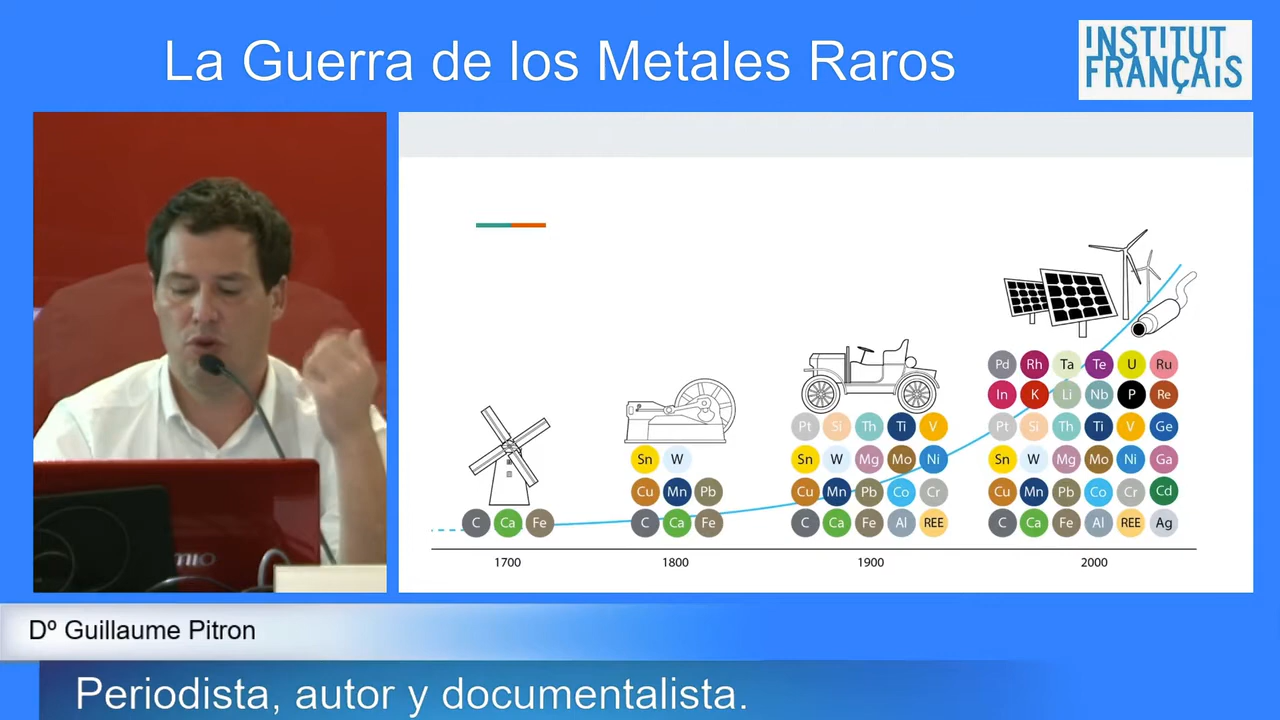 La Guerra de los Metales Raros
INSTITUT
FRANÇAIS
Pd Rh Ta Te U Ru
In K Li Nb P Re
Pt Si Th Ti V
Pt Si Th Ti V Ge
Sn W
Sn W Mg Mo Ni
Sn W Mg Mo Ni Ga
Cu Mn Pb
Cu Mn Pb Co Cr
Cu Mn Pb Co Cr Cd
C Ca Fe
C Ca Fe
C Ca Fe Al REE
C Ca Fe Al REE Ag
1700 1800 1900 2000
Dº Guillaume Pitron
Periodista, autor y documentalista.